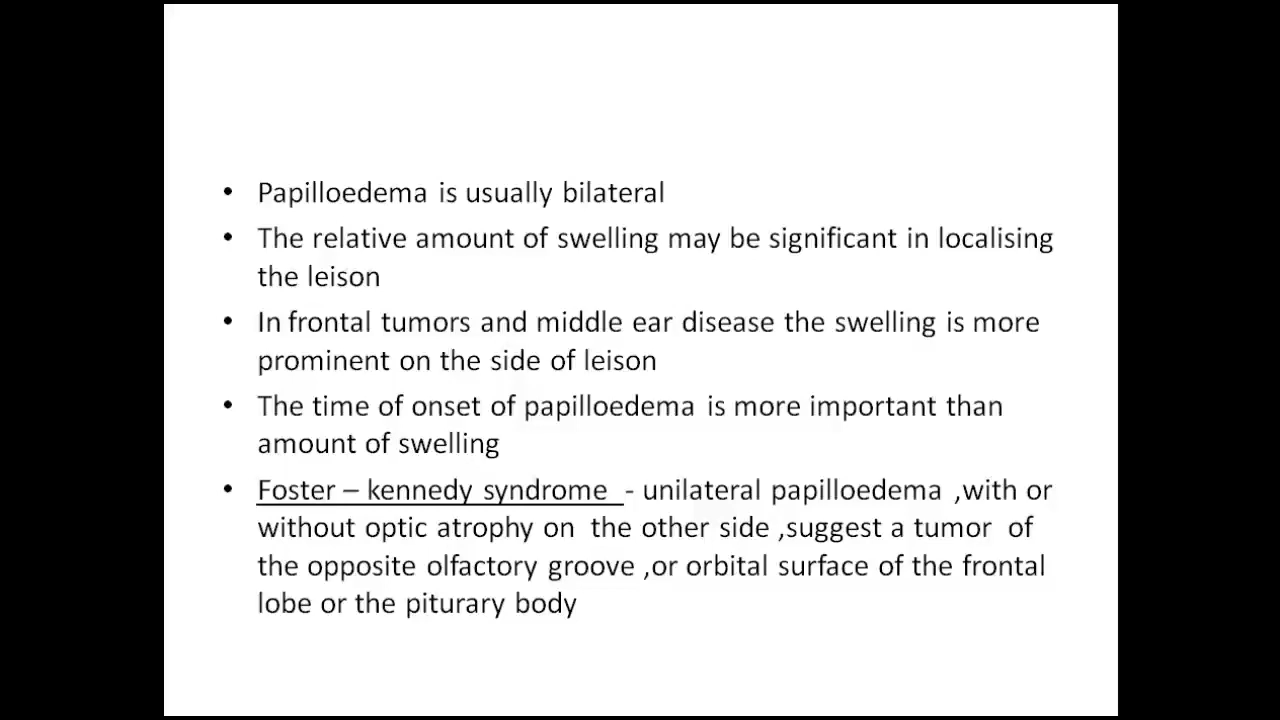 • Papilloedema is usually bilateral
• The relative amount of swelling may be significant in localising
the leison
• In frontal tumors and middle ear disease the swelling is more
prominent on the side of leison
• The time of onset of papilloedema is more important than
amount of swelling
• Foster – kennedy syndrome - unilateral papilloedema ,with or
without optic atrophy on the other side ,suggest a tumor of
the opposite olfactory groove ,or orbital surface of the frontal
lobe or the piturary body